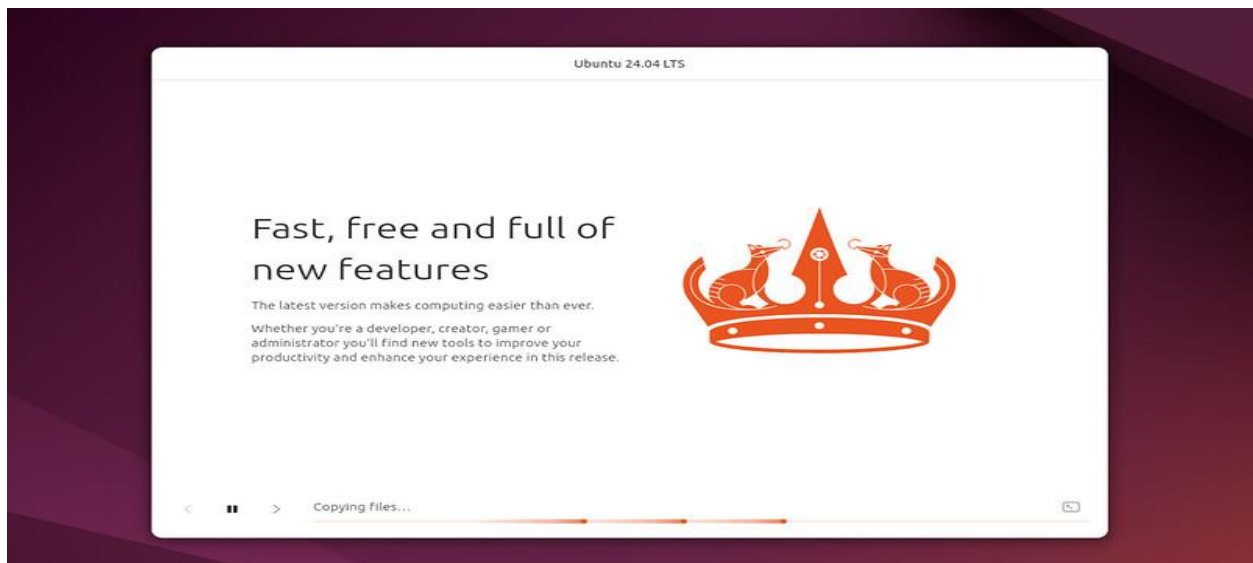 Ubuntu 24.04 LTS
Fast, free and full of
new features
The latest version makes computing easier than ever.
Whether you're a developer, creator, gamer or
administrator you'll find new tools to improve your
productivity and enhance your experience in this release.
Copying files...